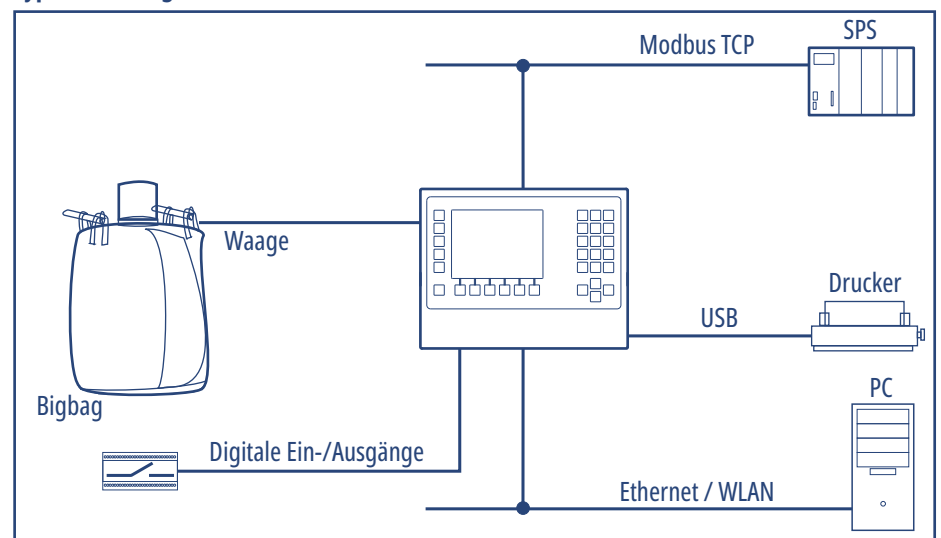 SPS
Modbus TCP
Waage
Drucker
USB
Bigbag
PC
Digitale Ein-/Ausgänge
Ethernet / WLAN